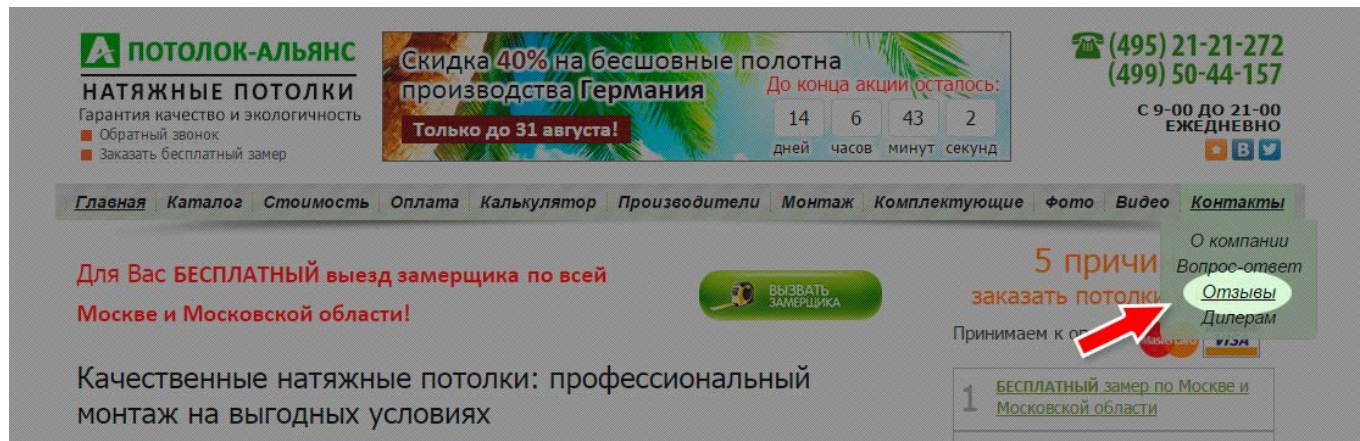 ПОТОЛОК-АЛЬЯНС
НАТЯЖНЫЕ ПОТОЛКИ
Гарантия качество и экологичность
Обратный звонок
Заказать бесплатный замер
Скидка 40% на бесшовные полотна
производства Германия
Только до 31 августа!
До конца акции осталось:
14 6 43 2
дней часов минут секунд
(495) 21-21-272
(499) 50-44-157
С 9-00 ДО 21-00
ЕЖЕДНЕВНО
Главная Каталог Стоимость Оплата Калькулятор Производители Монтаж Комплектующие Фото Видео Контакты
О компании
Вопрос-ответ
Отзывы
Дилерам
Для Вас БЕСПЛАТНЫЙ выезд замерщика по всей
Москве и Московской области!
ВЫЗВАТЬ
ЗАМЕРЩИКА
5 
заказать потолки
Принимаем к
MasterCard VISA
Качественные натяжные потолки: профессиональный
монтаж на выгодных условиях
1 БЕСПЛАТНЫЙ замер по Москве и
Московской области